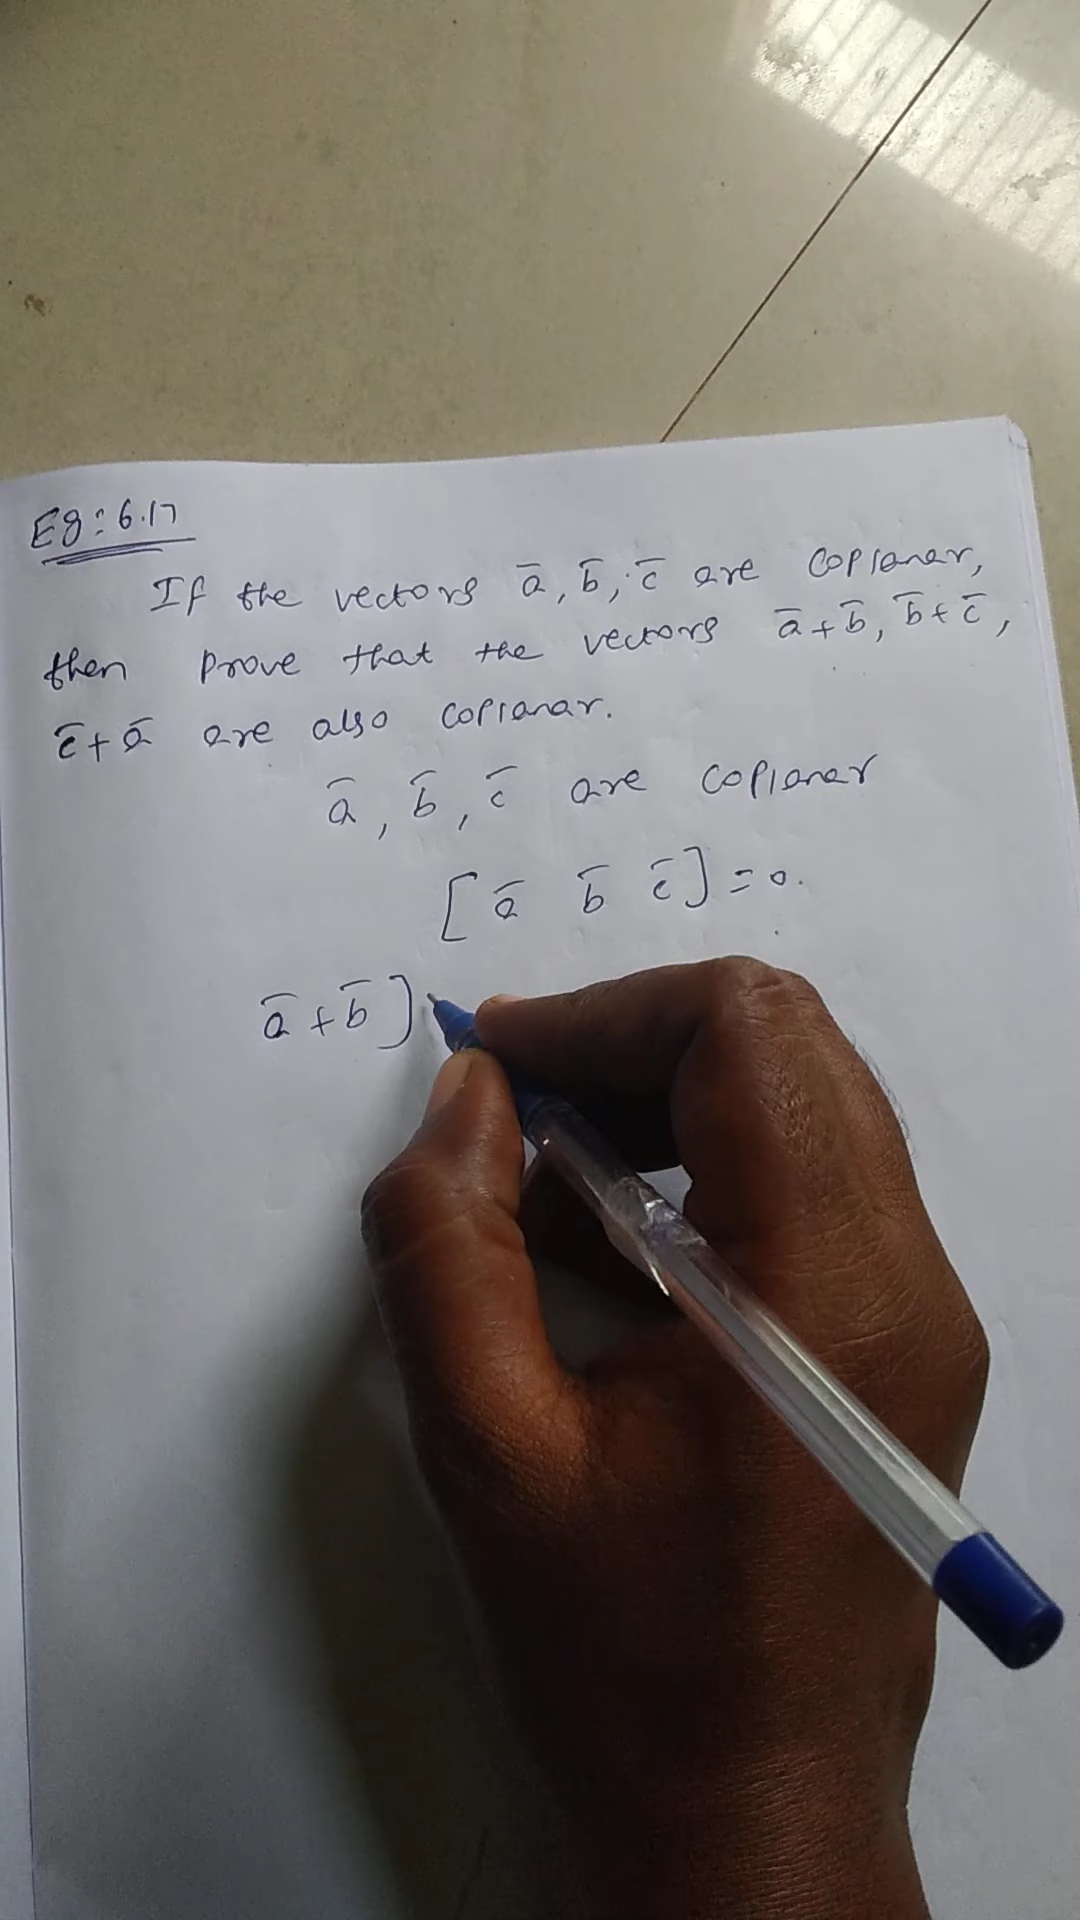 Eg: 6.17
If the vectors a̅, b̅, c̅ are coplanar,
then prove that the vectors a̅+b̅, b̅+c̅,
c̅+a̅ are also coplanar.
a̅, b̅, c̅ are coplanar
[a̅ b̅ c̅]=0.
a̅+b̅]